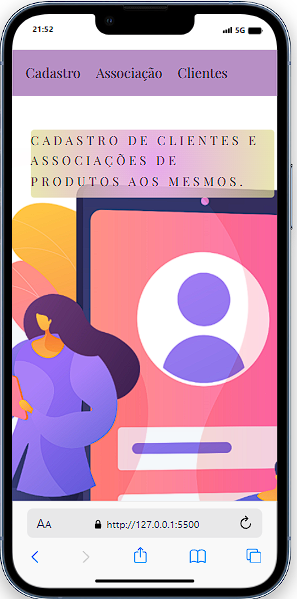 21:52
5G
Cadastro Associação Clientes
CADASTRO DE CLIENTES E
ASSOCIAÇÕES DE
PRODUTOS AOS MESMOS.
AA http://127.0.0.1:5500